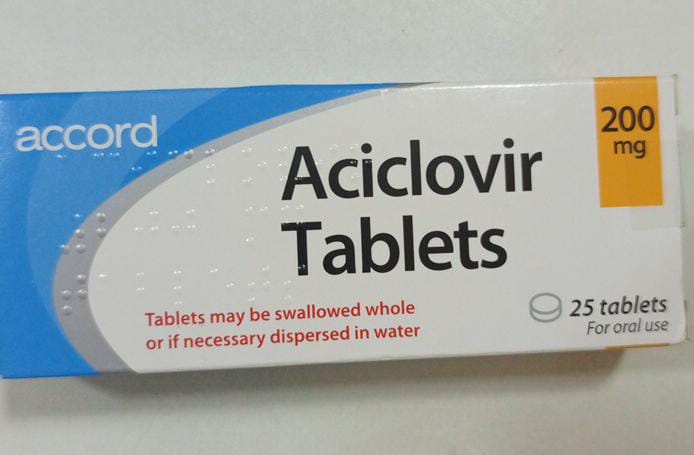 accord
Aciclovir
Tablets
200
mg
Tablets may be swallowed whole
or if necessary dispersed in water
25 tablets
For oral use